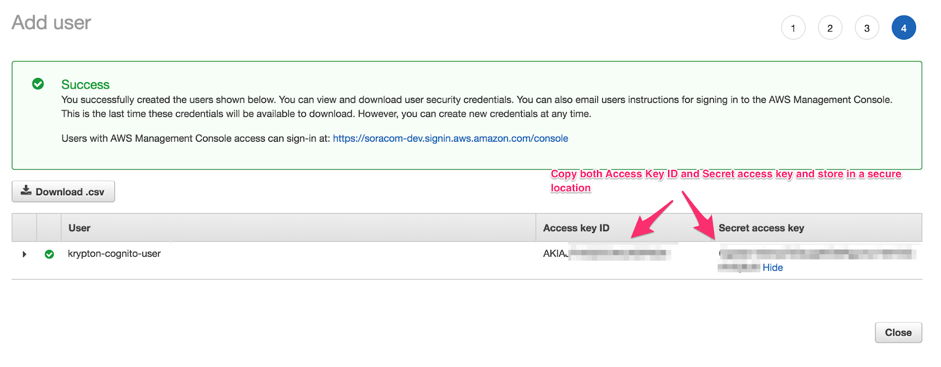 Add user
1 2 3 4
Success
You successfully created the users shown below. You can view and download user security credentials. You can also email users instructions for signing in to the AWS Management Console.
This is the last time these credentials will be available to download. However, you can create new credentials at any time.
Users with AWS Management Console access can sign-in at: https://soracom-dev.signin.aws.amazon.com/console
Copy both Access Key ID and Secret access key and store in a secure
location
Download .csv
User Access key ID Secret access key
krypton-cognito-user AKIA
Hide
Close